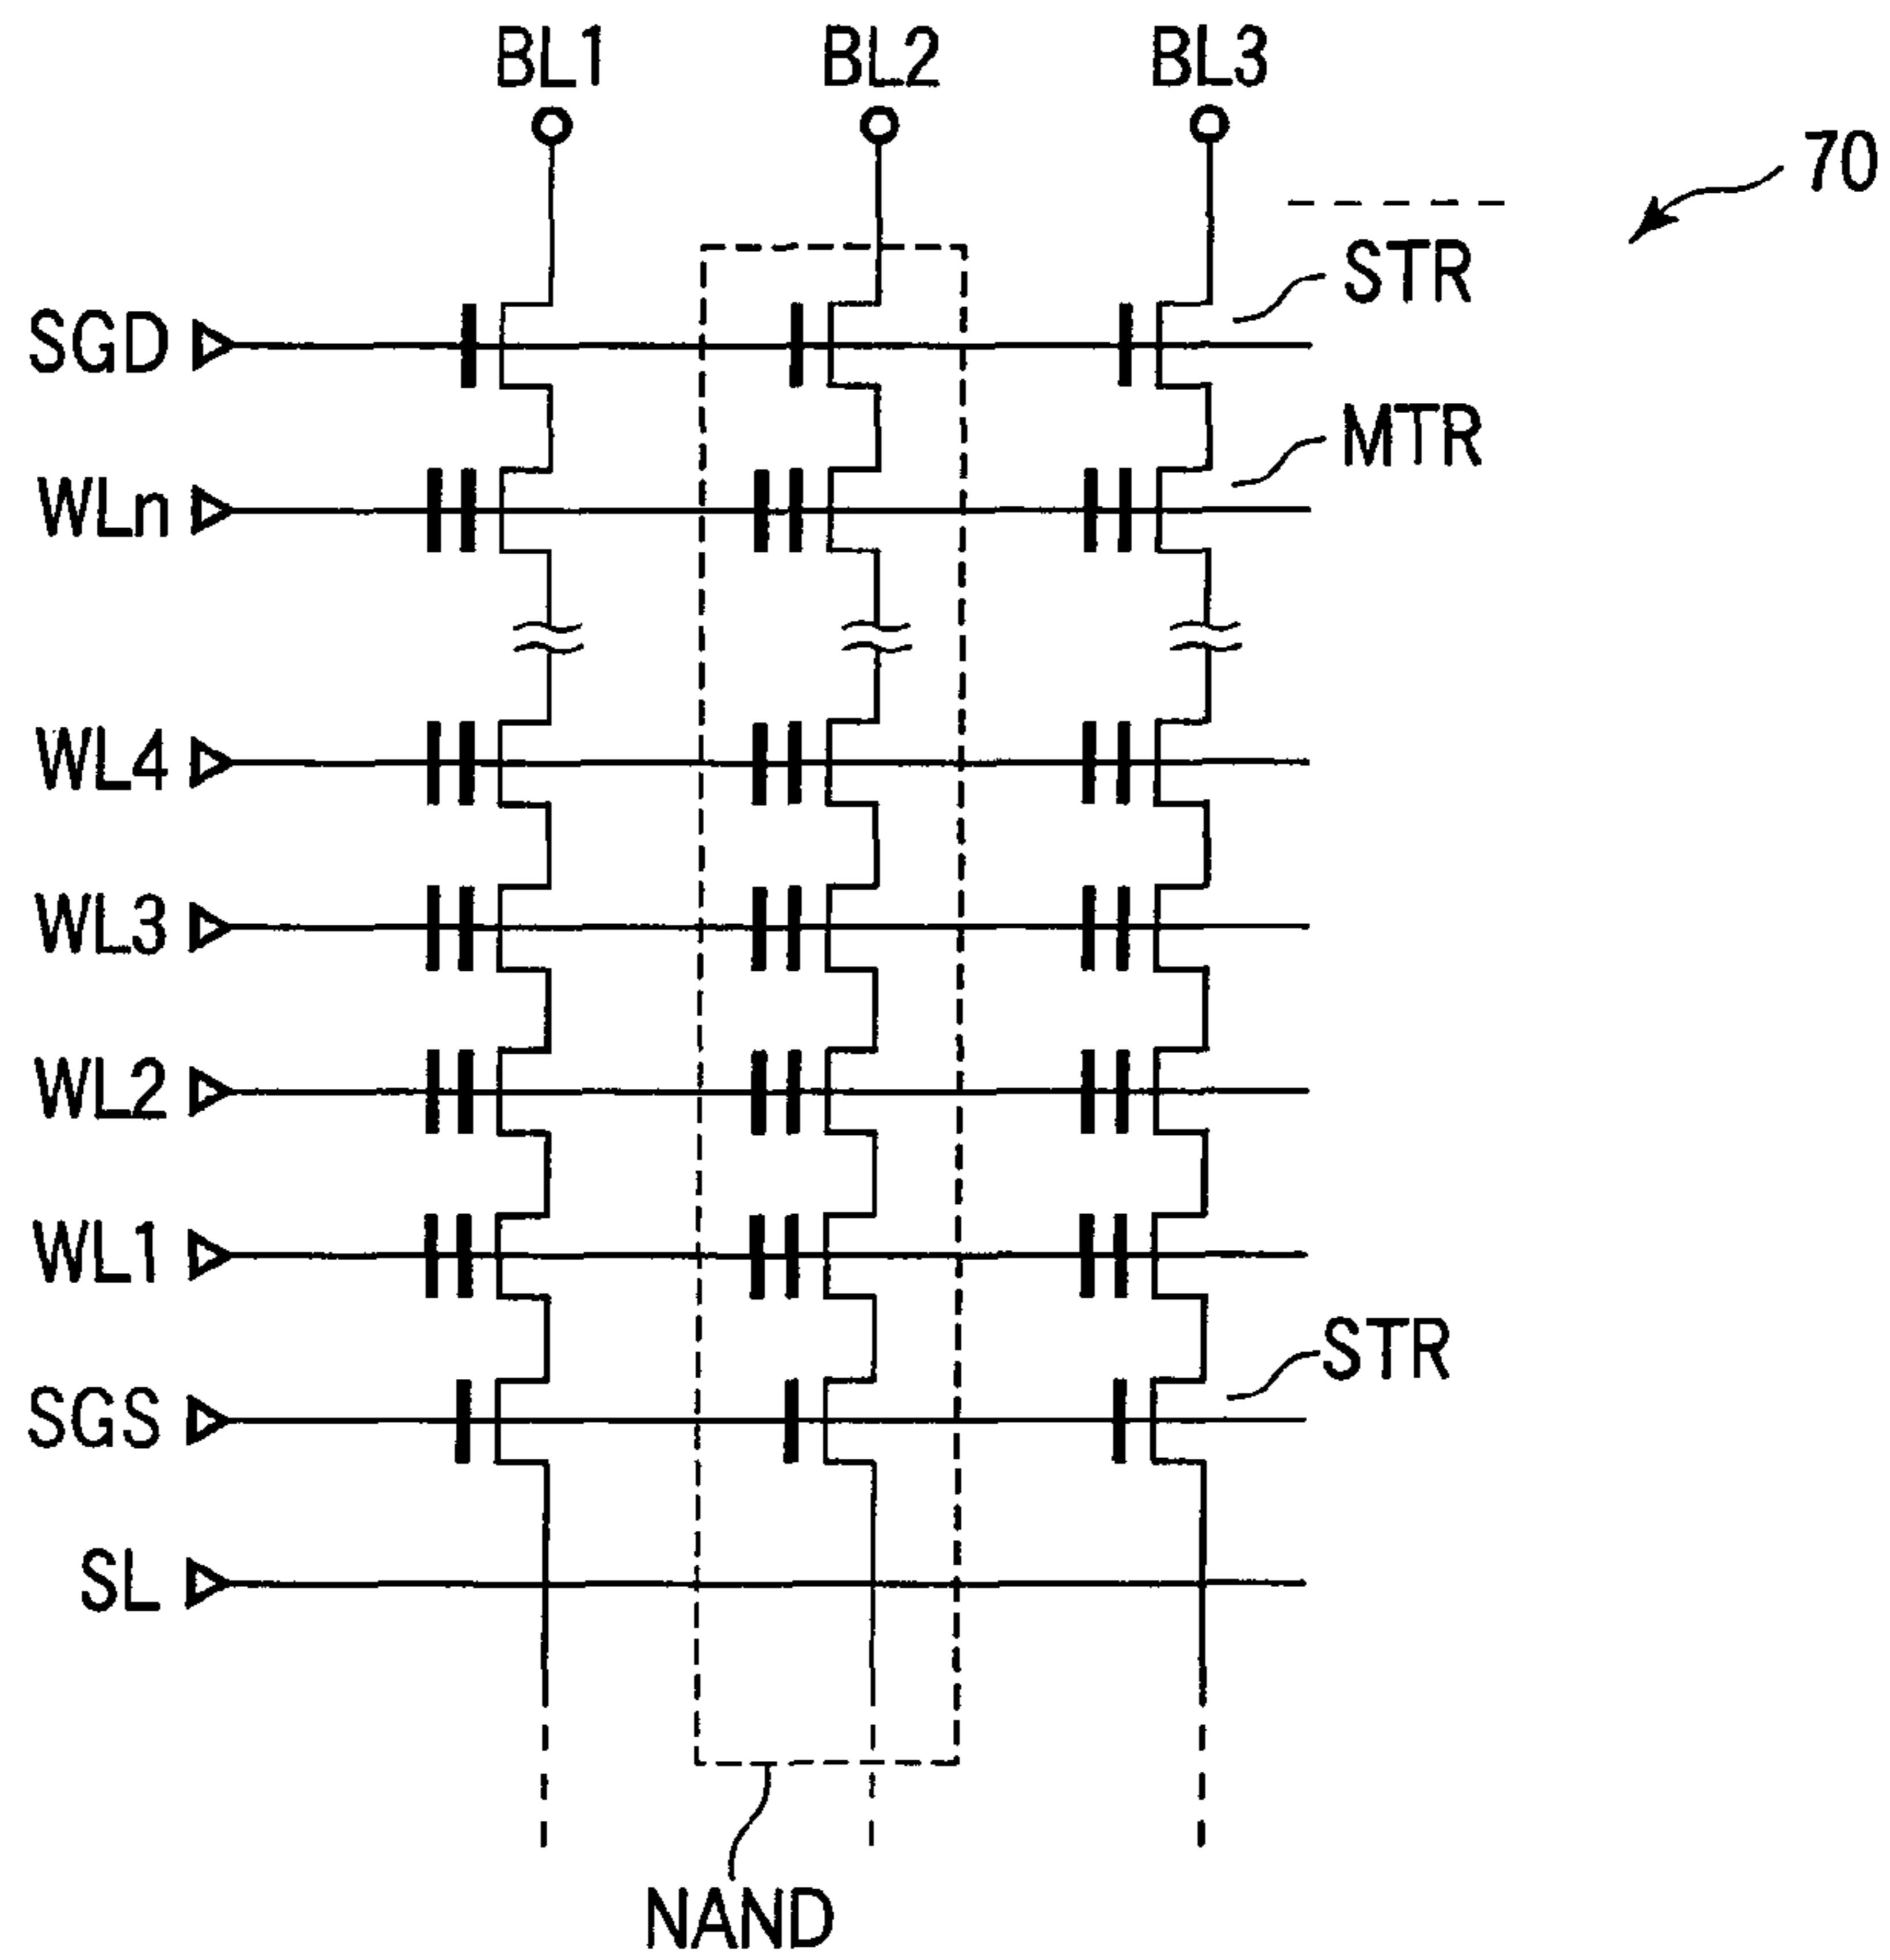 BL1 BL2 BL3
70
STR
SGD
MTR
WLn
WL4
WL3
WL2
WL1
STR
SGS
SL
NAND